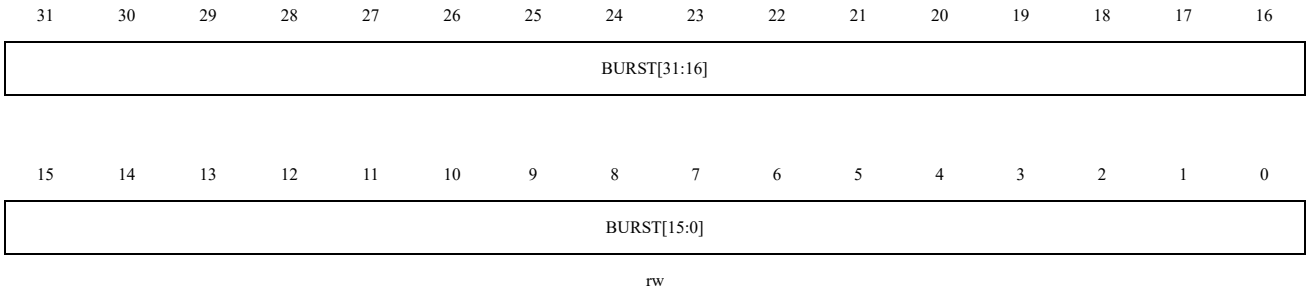 31 30 29 28 27 26 25 24 23 22 21 20 19 18 17 16
BURST[31:16]
15 14 13 12 11 10 9 8 7 6 5 4 3 2 1 0
BURST[15:0]
rw